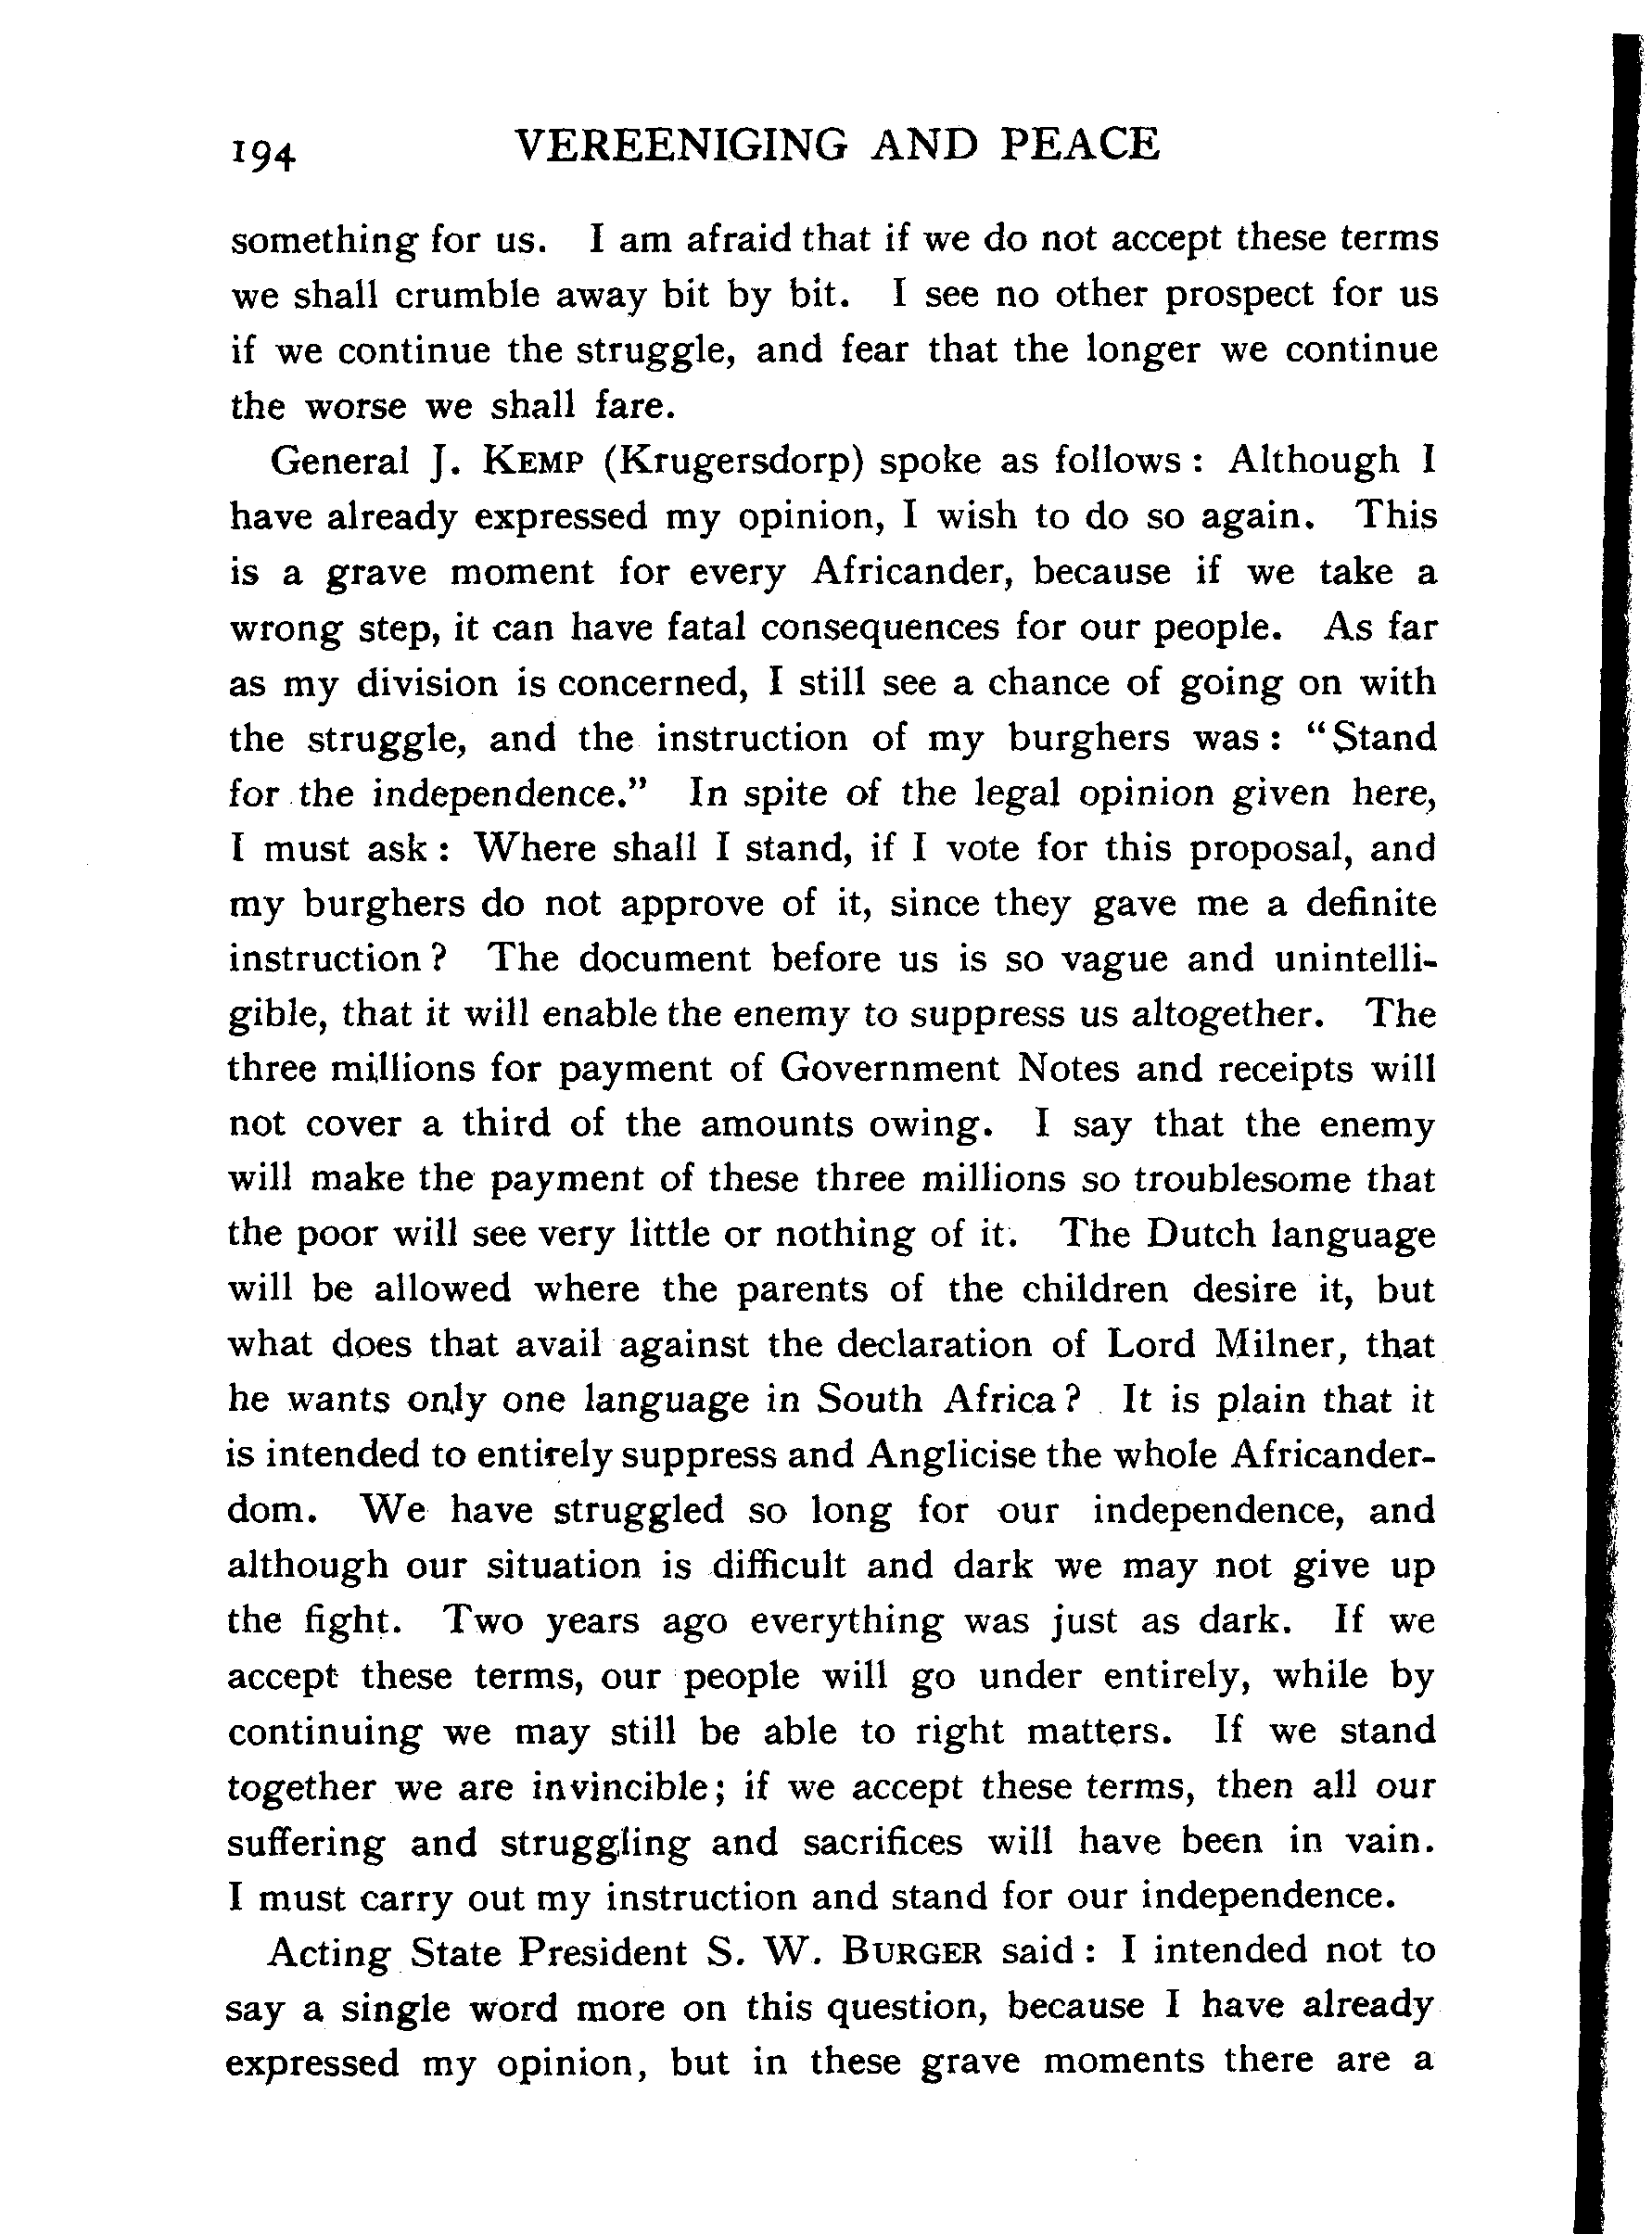 194 VEREENIGING AND PEACE
something for us. I am afraid that if we do not accept these terms
we shall crumble away bit by bit. I see no other prospect for us
if we continue the struggle, and fear that the longer we continue
the worse we shall fare.
General J. KEMP (Krugersdorp) spoke as follows : Although I
have already expressed my opinion, I wish to do so again. This
is a grave moment for every Africander, because if we take a
wrong step, it can have fatal consequences for our people. As far
as my division is concerned, I still see a chance of going on with
the struggle, and the instruction of my burghers was : "Stand
for the independence." In spite of the legal opinion given here,
I must ask : Where shall I stand, if I vote for this proposal, and
my burghers do not approve of it, since they gave me a definite
instruction ? The document before us is so vague and unintelli-
gible, that it will enable the enemy to suppress us altogether. The
three millions for payment of Government Notes and receipts will
not cover a third of the amounts owing. I say that the enemy
will make the payment of these three millions so troublesome that
the poor will see very little or nothing of it. The Dutch language
will be allowed where the parents of the children desire it, but
what does that avail against the declaration of Lord Milner, that
he wants only one language in South Africa ? It is plain that it
is intended to entirely suppress and Anglicise the whole Africander-
dom. We have struggled so long for our independence, and
although our situation is difficult and dark we may not give up
the fight. Two years ago everything was just as dark. If we
accept these terms, our people will go under entirely, while by
continuing we may still be able to right matters. If we stand
together we are invincible; if we accept these terms, then all our
suffering and struggling and sacrifices will have been in vain.
I must carry out my instruction and stand for our independence.
Acting State President S. W. BURGER said : I intended not to
say a single word more on this question, because I have already
expressed my opinion, but in these grave moments there are a